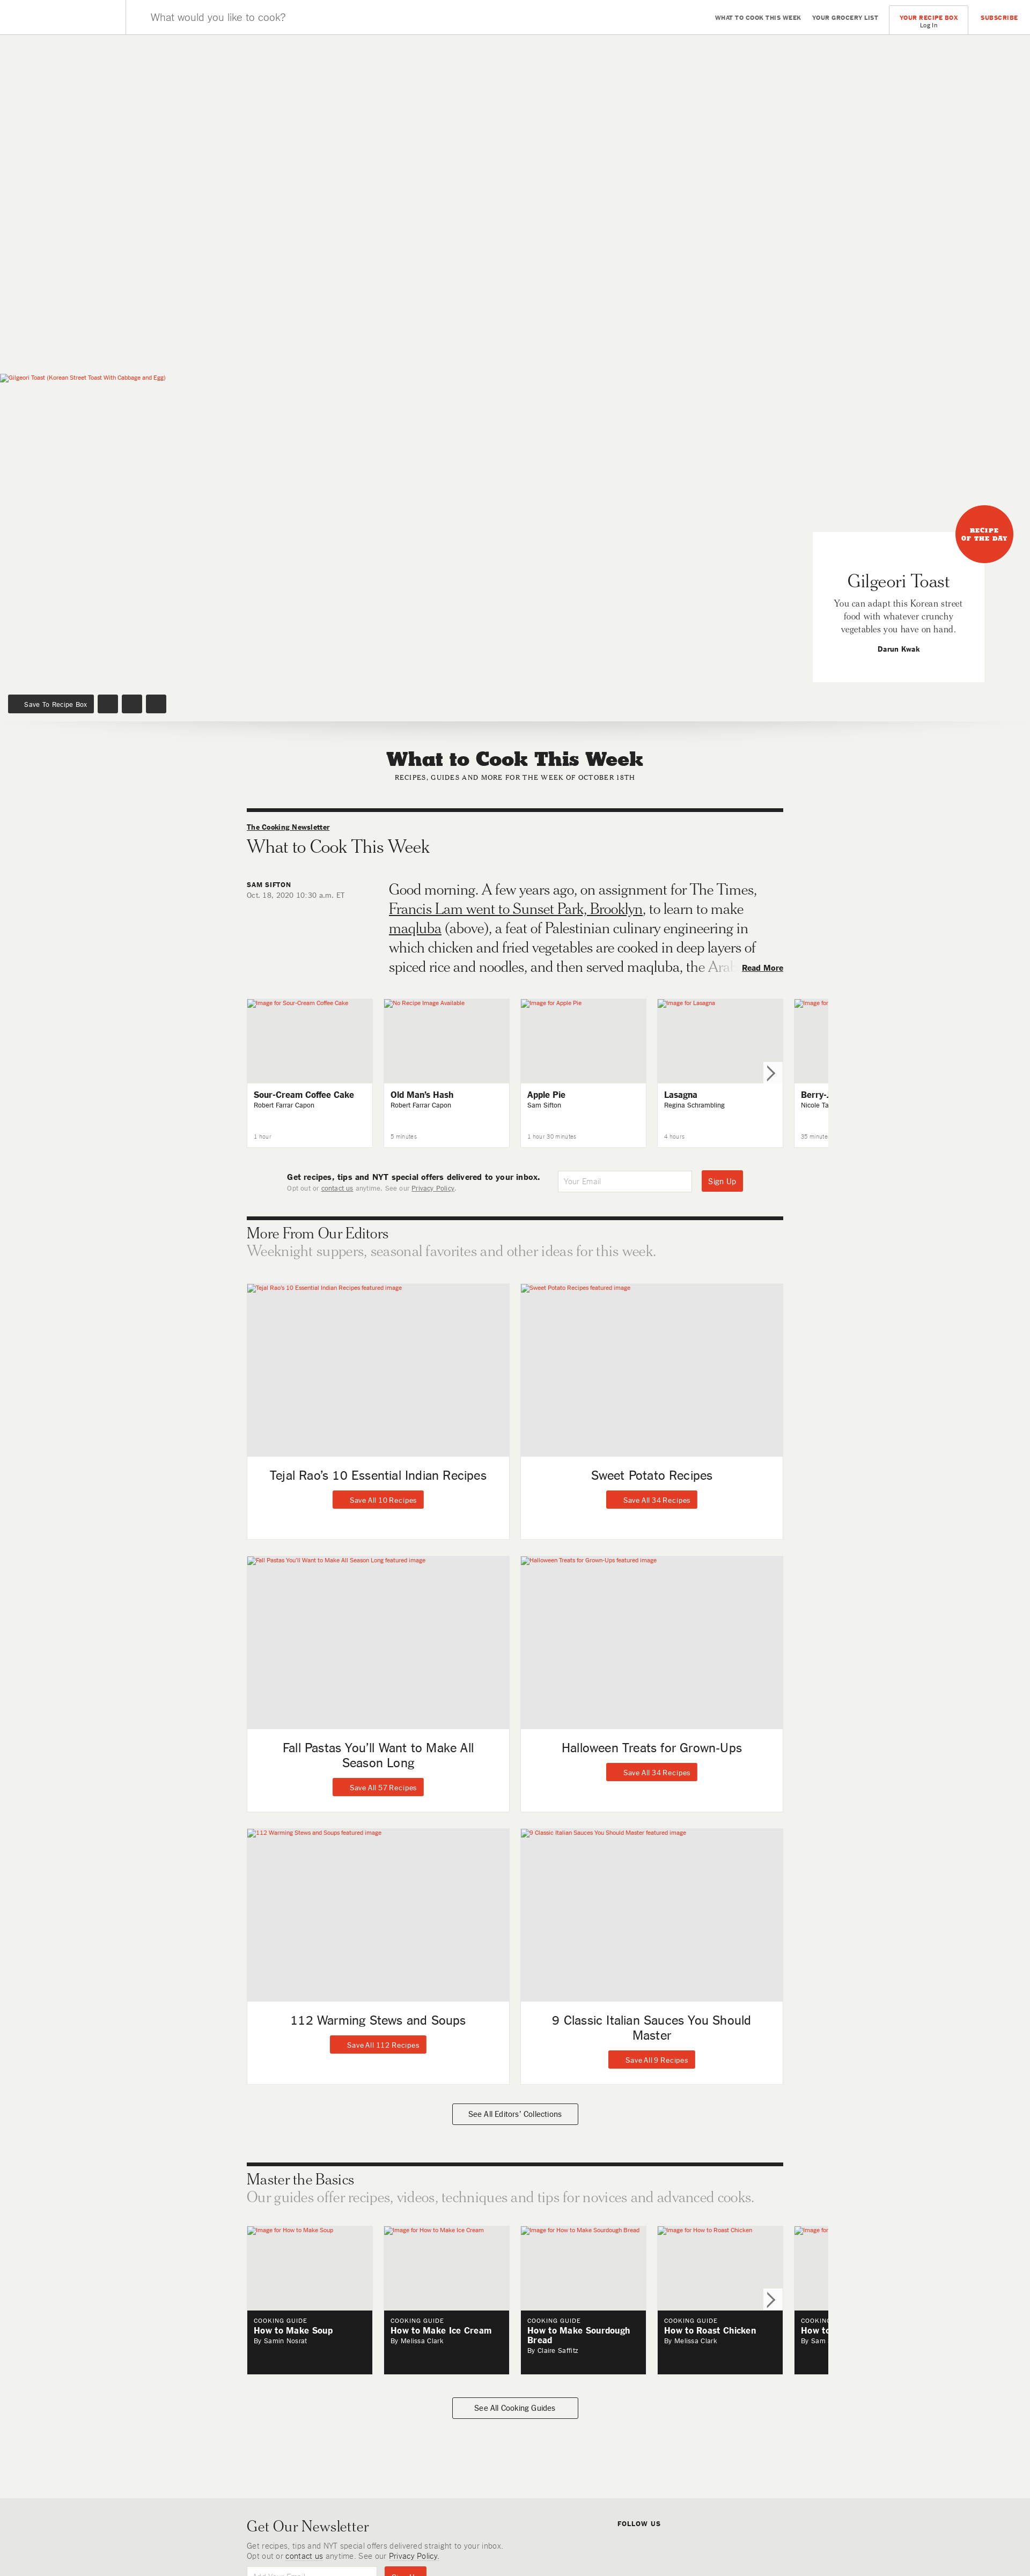 What would you like to cook?
WHAT TO COOK THIS WEEK
YOUR GROCERY LIST
YOUR RECIPE BOX
Log In
SUBSCRIBE
Gilgeori Toast (Korean Street Toast With Cabbage and Egg)
RECIPE
OF THE DAY
Gilgeori Toast
You can adapt this Korean street
food with whatever crunchy
vegetables you have on hand.
Darun Kwak
Save To Recipe Box
What to Cook This Week
RECIPES, GUIDES AND MORE FOR THE WEEK OF OCTOBER 18TH
The Cooking Newsletter
What to Cook This Week
SAM SIFTON
Oct. 18, 2020 10:30 a.m. ET
Good morning. A few years ago, on assignment for The Times,
Francis Lam went to Sunset Park, Brooklyn, to learn to make
maqluba (above), a feat of Palestinian culinary engineering in
which chicken and fried vegetables are cooked in deep layers of
spiced rice and noodles, and then served maqluba, the
Read More
Image for Sour-Cream Coffee Cake
Sour-Cream Coffee Cake
Robert Farrar Capon
1 hour
No Recipe Image Available
Old Man's Hash
Robert Farrar Capon
5 minutes
Image for Apple Pie
Apple Pie
Sam Sifton
1 hour 30 minutes
Image for Lasagna
Lasagna
Regina Schrambling
4 hours
Image for
Berry-
Nicole Ta
35 minute
Get recipes, tips and NYT special offers delivered to your inbox.
Opt out or contact us anytime. See our Privacy Policy.
Your Email
Sign Up
More From Our Editors
Weeknight suppers, seasonal favorites and other ideas for this week.
Tejal Rao's 10 Essential Indian Recipes featured image
Tejal Rao’s 10 Essential Indian Recipes
Save All 10 Recipes
Sweet Potato Recipes featured image
Sweet Potato Recipes
Save All 34 Recipes
Fall Pastas You'll Want to Make All Season Long featured image
Fall Pastas You’ll Want to Make All
Season Long
Save All 57 Recipes
Halloween Treats for Grown-Ups featured image
Halloween Treats for Grown-Ups
Save All 34 Recipes
112 Warming Stews and Soups featured image
112 Warming Stews and Soups
Save All 112 Recipes
9 Classic Italian Sauces You Should Master featured image
9 Classic Italian Sauces You Should
Master
Save All 9 Recipes
See All Editors' Collections
Master the Basics
Our guides offer recipes, videos, techniques and tips for novices and advanced cooks.
Image for How to Make Soup
COOKING GUIDE
How to Make Soup
By Samin Nosrat
Image for How to Make Ice Cream
COOKING GUIDE
How to Make Ice Cream
By Melissa Clark
Image for How to Make Sourdough Bread
COOKING GUIDE
How to Make Sourdough
Bread
By Claire Saffitz
Image for How to Roast Chicken
COOKING GUIDE
How to Roast Chicken
By Melissa Clark
Image for
COOKING
How to
By Sam
See All Cooking Guides
Get Our Newsletter
Get recipes, tips and NYT special offers delivered straight to your inbox.
Opt out or contact us anytime. See our Privacy Policy.
FOLLOW US